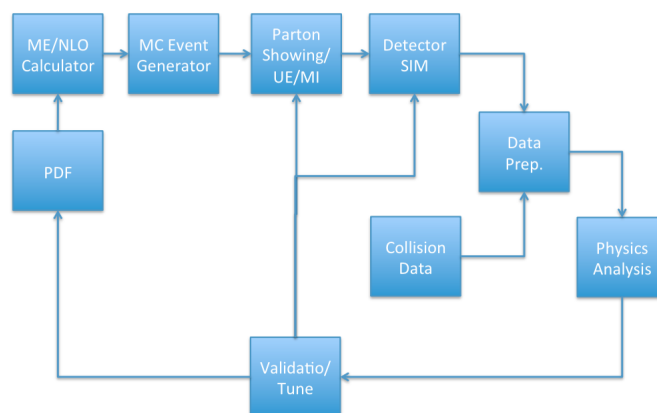 ME/NLO
Calculator
MC Event
Generator
Parton
Showing/
UE/MI
Detector
SIM
Data
Prep.
PDF
Collision
Data
Physics
Analysis
Validatio/
Tune